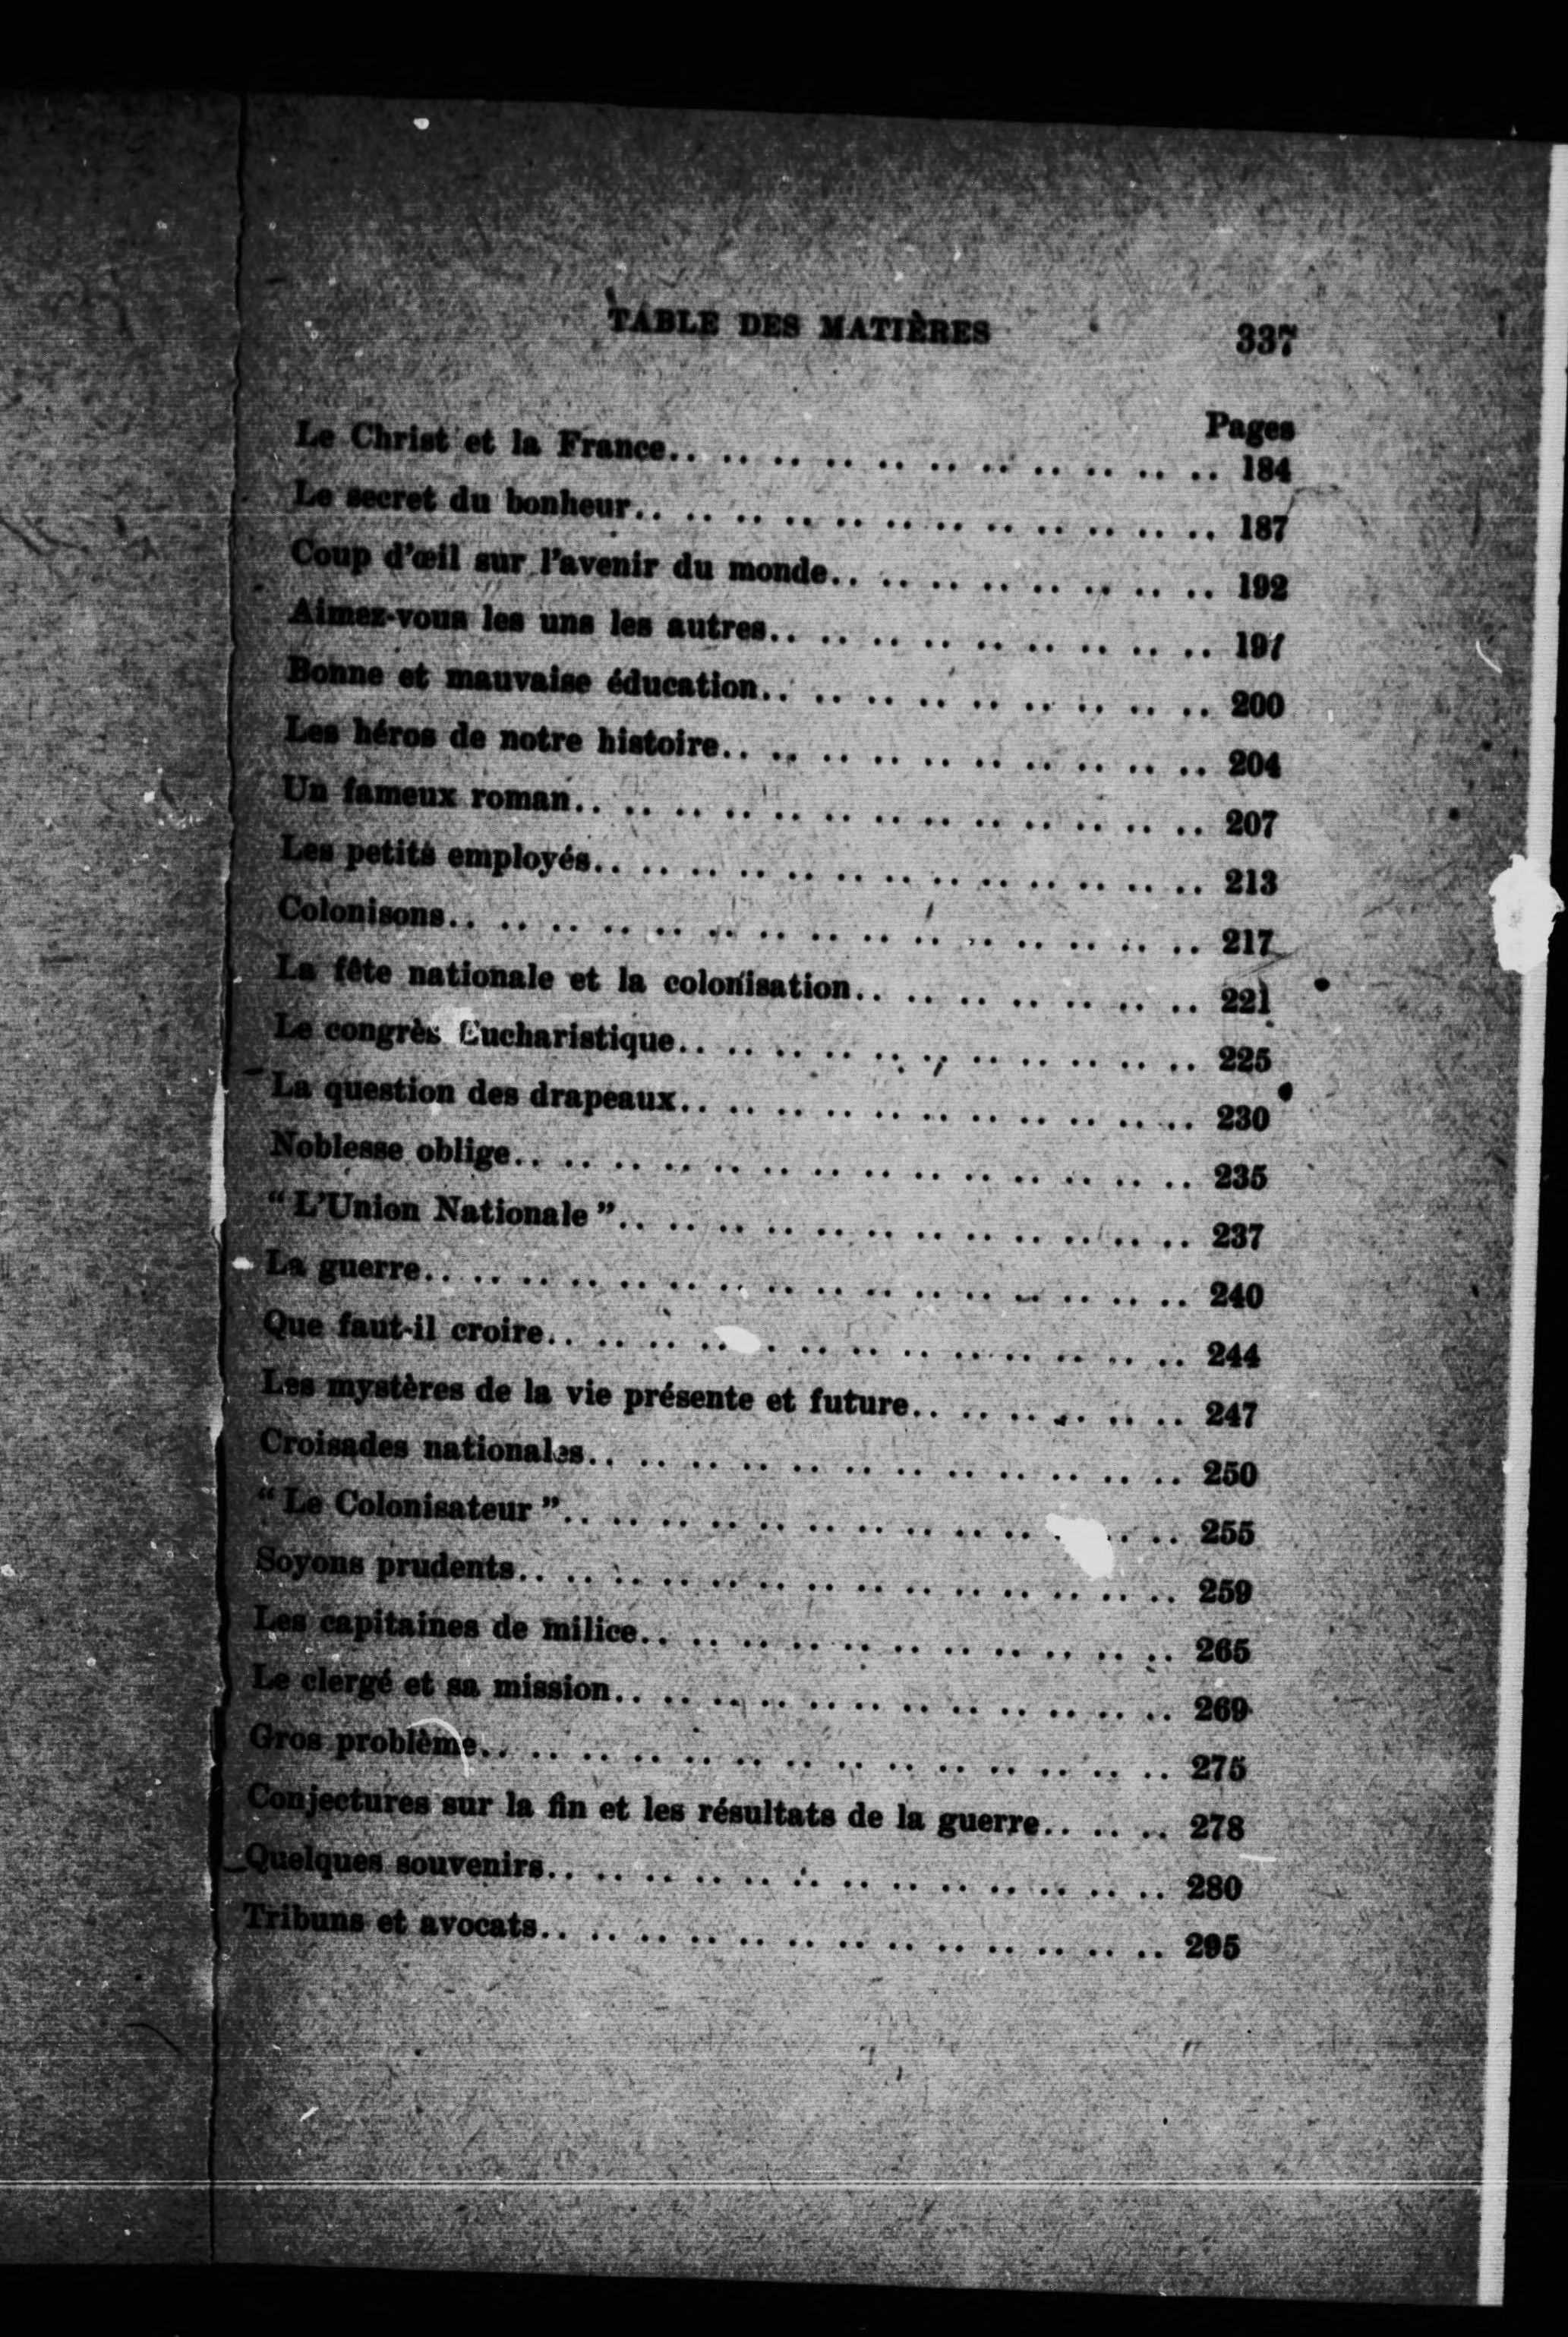 TABLE DES MATIÈRES 337
Pages
Le Christ et la France.. .. .. .. .. .. .. .. .. .. .. 184
Le secret du bonheur.. .. .. .. .. .. .. .. .. .. .. .. 187
Coup d'œil sur l'avenir du monde.. .. .. .. .. .. .. .. 192
Aimez-vous les uns les autres.. .. .. .. .. .. .. .. .. 197
Bonne et mauvaise éducation.. .. .. .. .. .. .. .. .. 200
Les héros de notre histoire.. .. .. .. .. .. .. .. .. .. 204
Un fameux roman.. .. .. .. .. .. .. .. .. .. .. .. .. 207
Les petits employés.. .. .. .. .. .. .. .. .. .. .. .. .. 213
Colonisons.. .. .. .. .. .. .. .. .. .. .. .. .. .. .. 217
La fête nationale et la colonisation.. .. .. .. .. .. .. 221
Le congrès Eucharistique.. .. .. .. .. .. .. .. .. .. .. 225
La question des drapeaux.. .. .. .. .. .. .. .. .. .. .. 230
Noblesse oblige.. .. .. .. .. .. .. .. .. .. .. .. .. .. 235
“L'Union Nationale”.. .. .. .. .. .. .. .. .. .. .. .. 237
La guerre.. .. .. .. .. .. .. .. .. .. .. .. .. .. .. .. 240
Que faut-il croire.. .. .. .. .. .. .. .. .. .. .. .. .. 244
Les mystères de la vie présente et future.. .. .. .. .. .. 247
Croisades nationales.. .. .. .. .. .. .. .. .. .. .. .. 250
“Le Colonisateur”.. .. .. .. .. .. .. .. .. .. .. .. .. 255
Soyons prudents.. .. .. .. .. .. .. .. .. .. .. .. .. .. 259
Les capitaines de milice.. .. .. .. .. .. .. .. .. .. .. 265
Le clergé et sa mission.. .. .. .. .. .. .. .. .. .. .. .. 269
Gros problème.. .. .. .. .. .. .. .. .. .. .. .. .. .. 275
Conjectures sur la fin et les résultats de la guerre.. .. .. 278
Quelques souvenirs.. .. .. .. .. .. .. .. .. .. .. .. .. 280
Tribuns et avocats.. .. .. .. .. .. .. .. .. .. .. .. .. 295